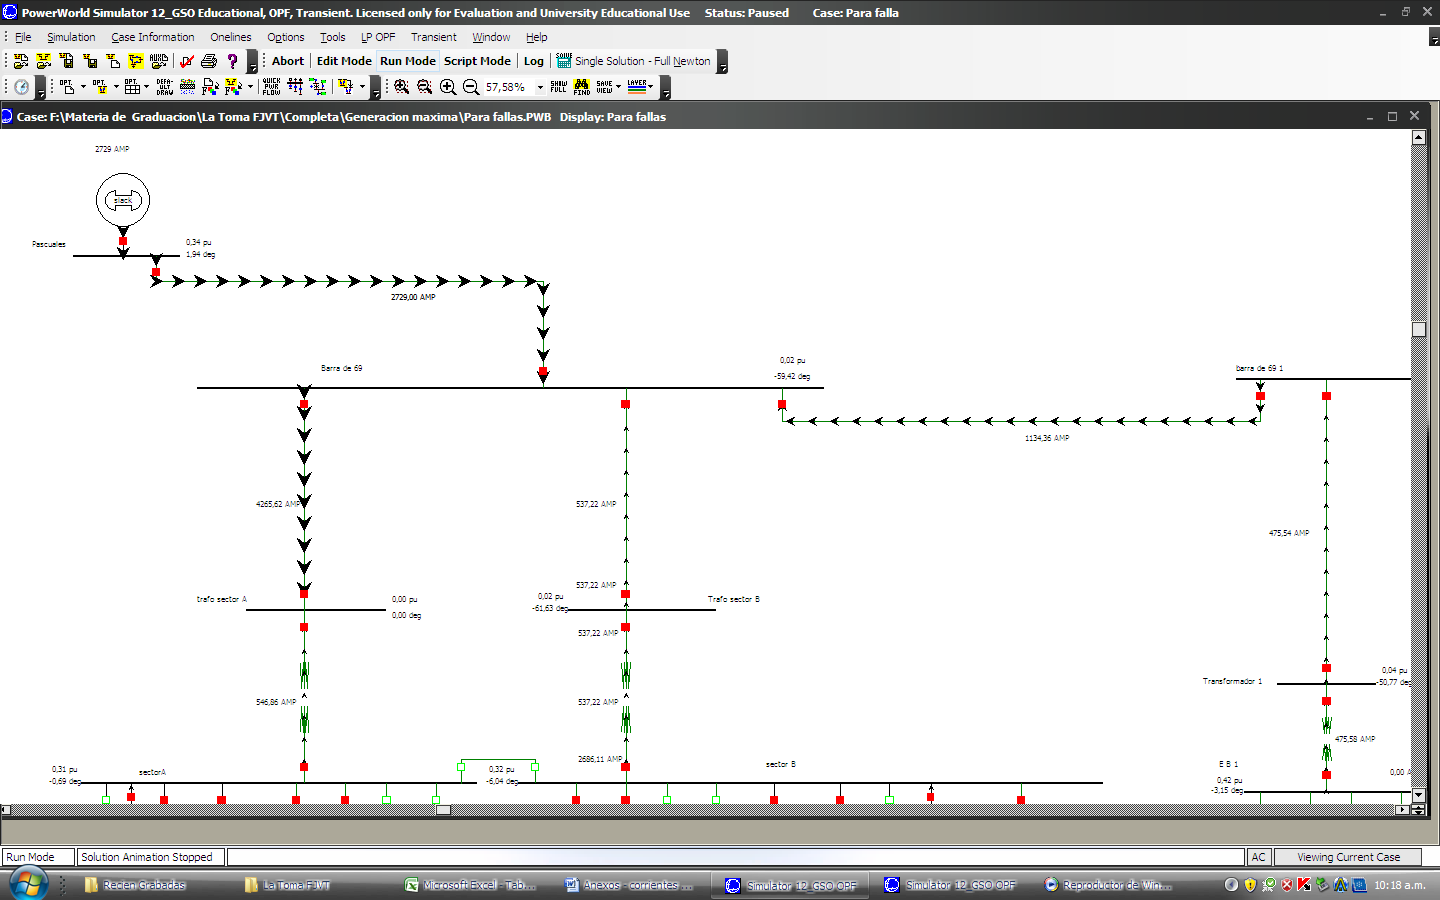 PowerWorld Simulator 12_GSO Educational, OPF, Transient. Licensed only for Evaluation and University Educational Use    Status: Paused    Case: Para falla
File Simulation Case Information Onelines Options Tools LP OPF Transient Window Help
Abort Edit Mode Run Mode Script Mode Log Single Solution - Full Newton
57,58%
Case: F:\Materia de Graduacion\La Toma FJVT\Completa\Generacion maxima\Para fallas.PWB   Display: Para fallas
2729 AMP
slack
Pascuales
0,34 pu
1,94 deg
2729,00 AMP
Barra de 69
0,02 pu
-59,42 deg
barra de 69 1
1134,36 AMP
4265,62 AMP
537,22 AMP
475,54 AMP
537,22 AMP
trafo sector A
0,00 pu
0,00 deg
0,02 pu
-61,63 deg
Trafo sector B
537,22 AMP
0,04 pu
-50,77 deg
Transformador 1
546,86 AMP
537,22 AMP
475,58 AMP
2686,11 AMP
0,31 pu
-0,69 deg
sectorA
0,32 pu
-6,04 deg
sector B
E B 1
0,42 pu
-3,15 deg
0,00 A
Run Mode
Solution Animation Stopped
AC
Viewing Current Case
Recien Grabadas
La Toma FJVT
Microsoft Excel - Tab...
Anexos - corrientes ...
Simulator 12_GSO OPF
Simulator 12_GSO OPF
Reproductor de Win...
10:18 a.m.